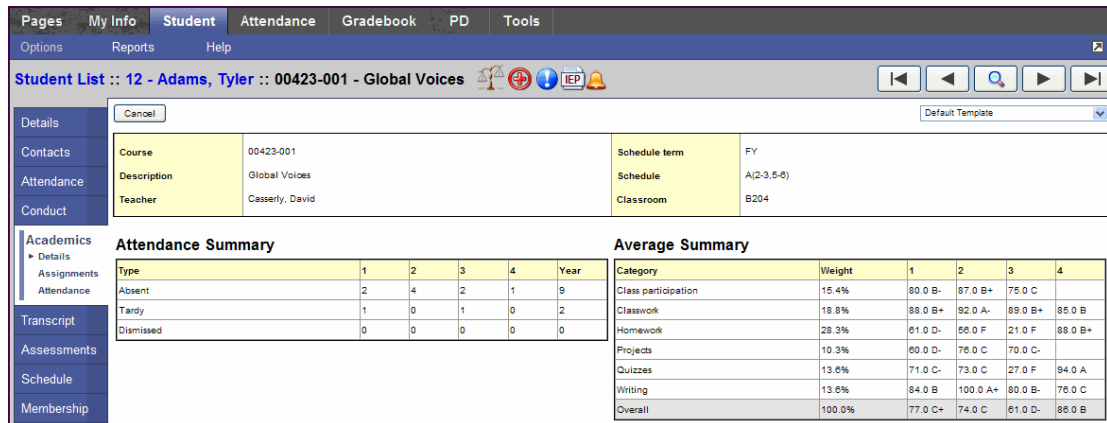 Pages My Info Student Attendance Gradebook PD Tools
Options Reports Help
Student List :: 12 - Adams, Tyler :: 00423-001 - Global Voices IEP
Cancel Default Template
Details
Contacts
Attendance
Conduct
Academics
Details
Assignments
Attendance
Transcript
Assessments
Schedule
Membership
Course 00423-001 Schedule term FY
Description Global Voices Schedule A(2-3,5-6)
Teacher Casserly, David Classroom B204
Attendance Summary
Type 1 2 3 4 Year
Absent 2 4 2 1 9
Tardy 1 0 1 0 2
Dismissed 0 0 0 0 0
Average Summary
Category Weight 1 2 3 4
Class participation 15.4% 80.0 B- 87.0 B+ 75.0 C
Classwork 18.8% 88.0 B+ 92.0 A- 89.0 B+ 85.0 B
Homework 28.3% 61.0 D- 56.0 F 21.0 F 88.0 B+
Projects 10.3% 60.0 D- 76.0 C 70.0 C-
Quizzes 13.6% 71.0 C- 73.0 C 27.0 F 94.0 A
Writing 13.6% 84.0 B 100.0 A+ 80.0 B- 76.0 C
Overall 100.0% 77.0 C+ 74.0 C 61.0 D- 86.0 B